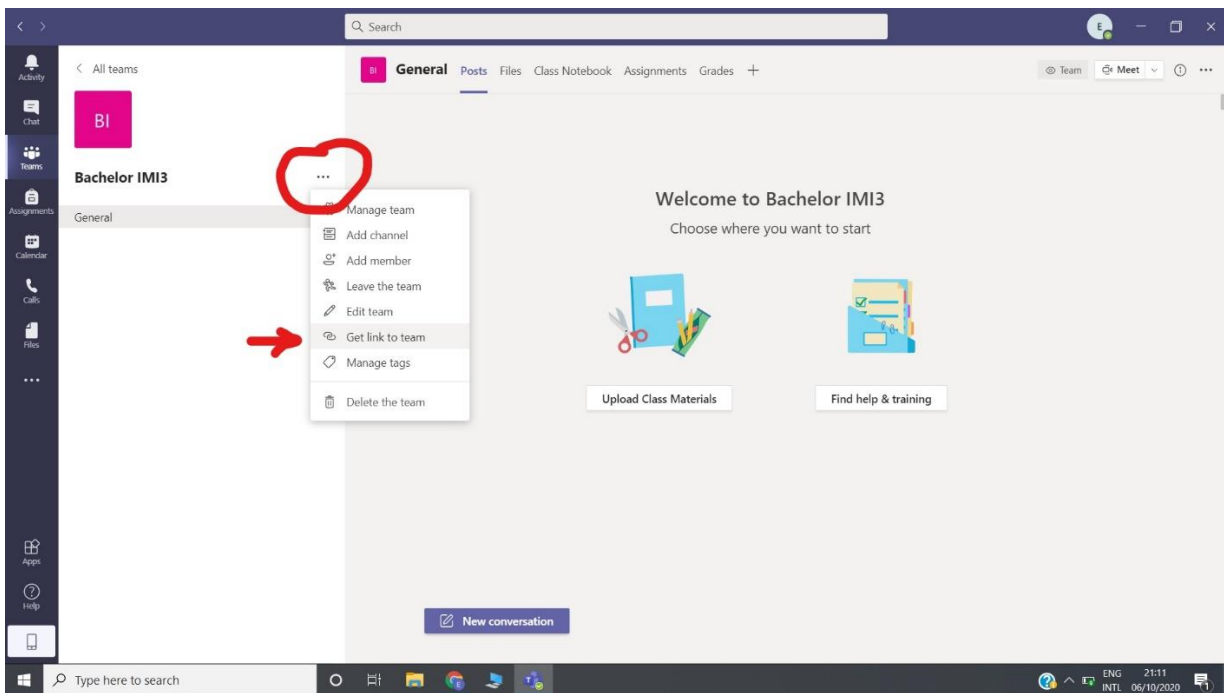 Search
E
Activity
Chat
Teams
Assignments
Calendar
Calls
Files
Apps
Help
All teams
BI
Bachelor IMI3
General
Manage team
Add channel
Add member
Leave the team
Edit team
Get link to team
Manage tags
Delete the team
BI General Posts Files Class Notebook Assignments Grades
Team Meet
Welcome to Bachelor IMI3
Choose where you want to start
Upload Class Materials Find help & training
New conversation
Type here to search
ENG 21:11
INTL 06/10/2020
1